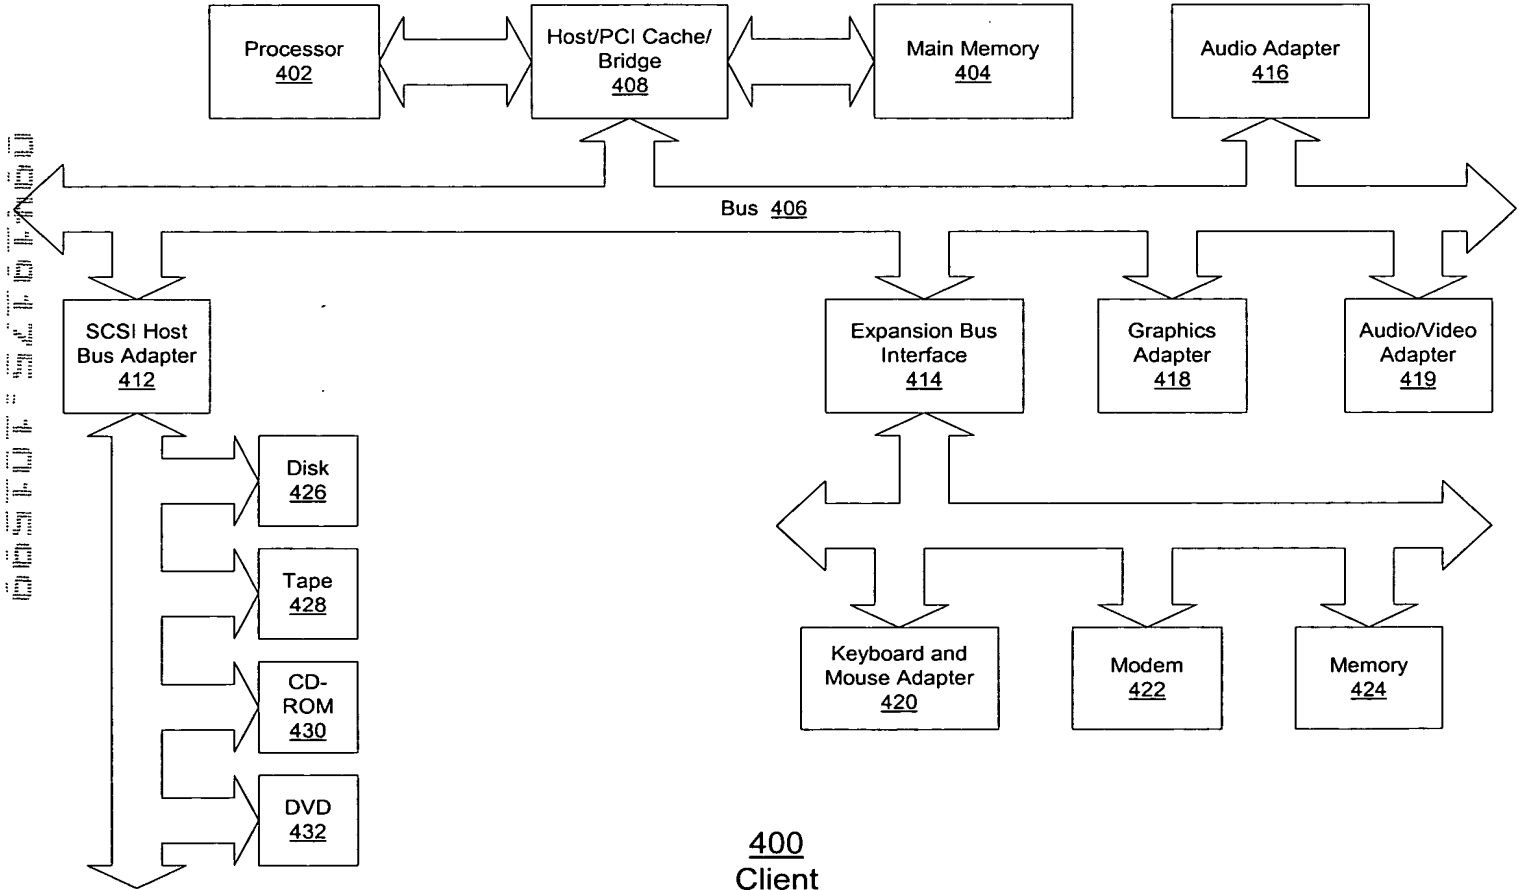 Processor
402
Host/PCI Cache/
Bridge
408
Main Memory
404
Audio Adapter
416
Bus 406
SCSI Host
Bus Adapter
412
Expansion Bus
Interface
414
Graphics
Adapter
418
Audio/Video
Adapter
419
Disk
426
Tape
428
CD-
ROM
430
DVD
432
Keyboard and
Mouse Adapter
420
Modem
422
Memory
424
400
Client